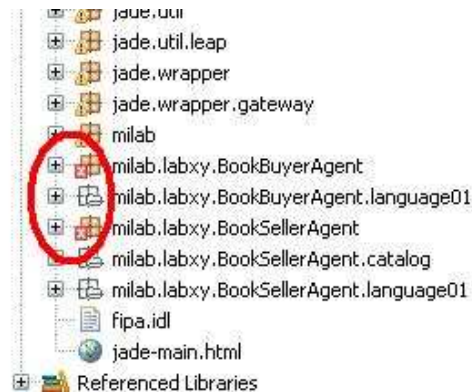 jade.util
jade.util.leap
jade.wrapper
jade.wrapper.gateway
milab
milab.labxy.BookBuyerAgent
milab.labxy.BookBuyerAgent.language01
milab.labxy.BookSellerAgent
milab.labxy.BookSellerAgent.catalog
milab.labxy.BookSellerAgent.language01
fipa.idl
jade-main.html
Referenced Libraries